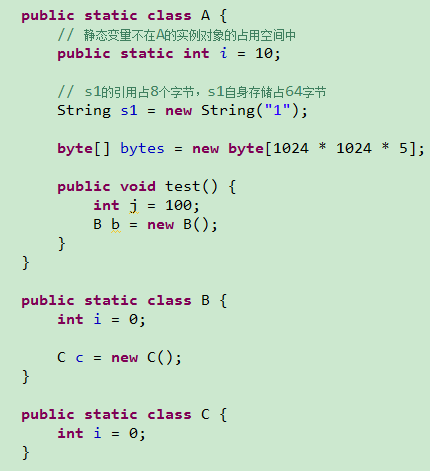 public static class A {
// 静态变量不在A的实例对象的占用空间中
public static int i = 10;
// s1的引用占8个字节，s1自身存储占64字节
String s1 = new String("1");
byte[] bytes = new byte[1024 * 1024 * 5];
public void test() {
int j = 100;
B b = new B();
}
}
public static class B {
int i = 0;
C c = new C();
}
public static class C {
int i = 0;
}